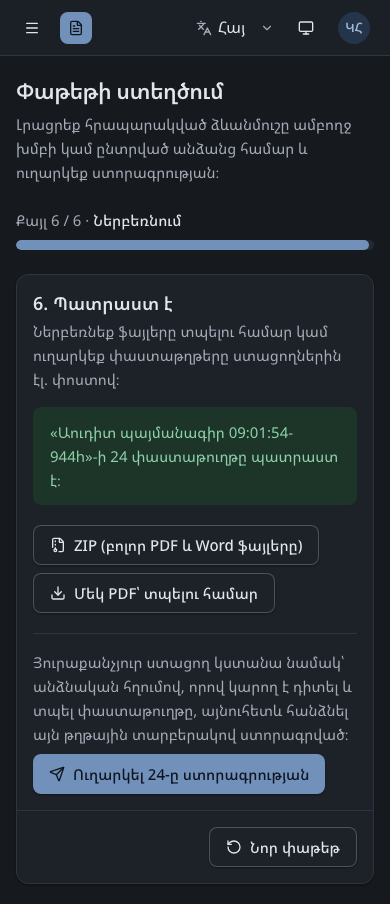 Հայ
ԿՀ
Փաթեթի ստեղծում
Լրացրեք հրապարակված ձևանմուշը ամբողջ
խմբի կամ ընտրված անձանց համար և
ուղարկեք ստորագրության։
Քայլ 6 / 6 · Ներբեռնում
6. Պատրաստ է
Ներբեռնեք ֆայլերը տպելու համար կամ
ուղարկեք փաստաթղթերը ստացողներին
էլ. փոստով։
«Աուդիտ պայմանագիր 09:01:54-
944h»-ի 24 փաստաթուղթը պատրաստ
է։
ZIP (բոլոր PDF և Word ֆայլերը)
Մեկ PDF՝ տպելու համար
Յուրաքանչյուր ստացող կստանա նամակ՝
անձնական հղումով, որով կարող է դիտել և
տպել փաստաթուղթը, այնուհետև հանձնել
այն թղթային տարբերակով ստորագրված։
Ուղարկել 24-ը ստորագրության
Նոր փաթեթ